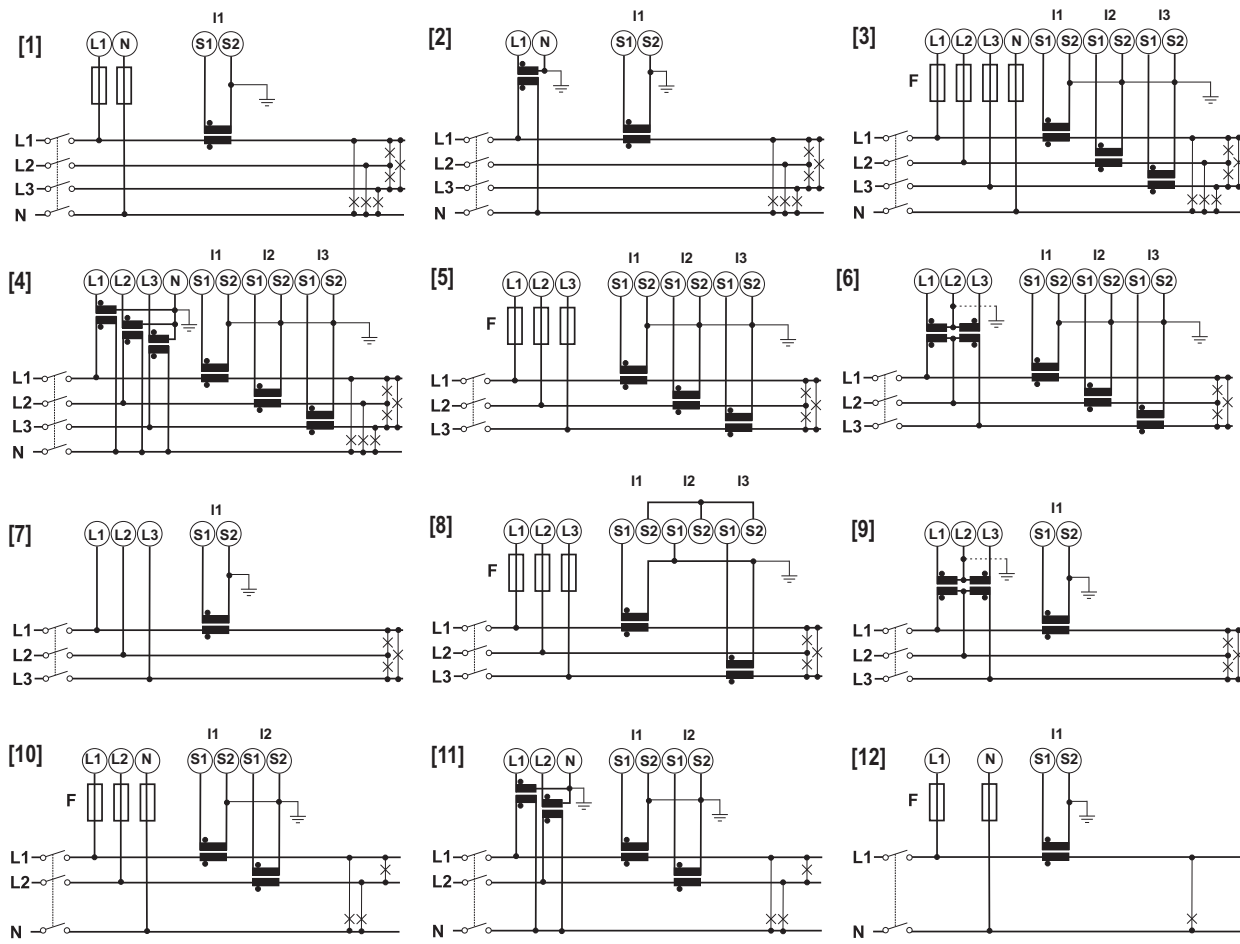 [1]
I1
L1 N S1 S2
L1
L2
L3
N
[2]
I1
L1 N S1 S2
L1
L2
L3
N
[3]
I1 I2 I3
L1 L2 L3 N S1 S2 S1 S2 S1 S2
F
L1
L2
L3
N
[4]
I1 I2 I3
L1 L2 L3 N S1 S2 S1 S2 S1 S2
L1
L2
L3
N
[5]
I1 I2 I3
L1 L2 L3 S1 S2 S1 S2 S1 S2
F
L1
L2
L3
[6]
I1 I2 I3
L1 L2 L3 S1 S2 S1 S2 S1 S2
L1
L2
L3
[7]
I1
L1 L2 L3 S1 S2
L1
L2
L3
[8]
I1 I2 I3
L1 L2 L3 S1 S2 S1 S2 S1 S2
F
L1
L2
L3
[9]
I1
L1 L2 L3 S1 S2
L1
L2
L3
[10]
I1 I2
L1 L2 N S1 S2 S1 S2
F
L1
L2
N
[11]
I1 I2
L1 L2 N S1 S2 S1 S2
L1
L2
N
[12]
I1
L1 N S1 S2
F
L1
N